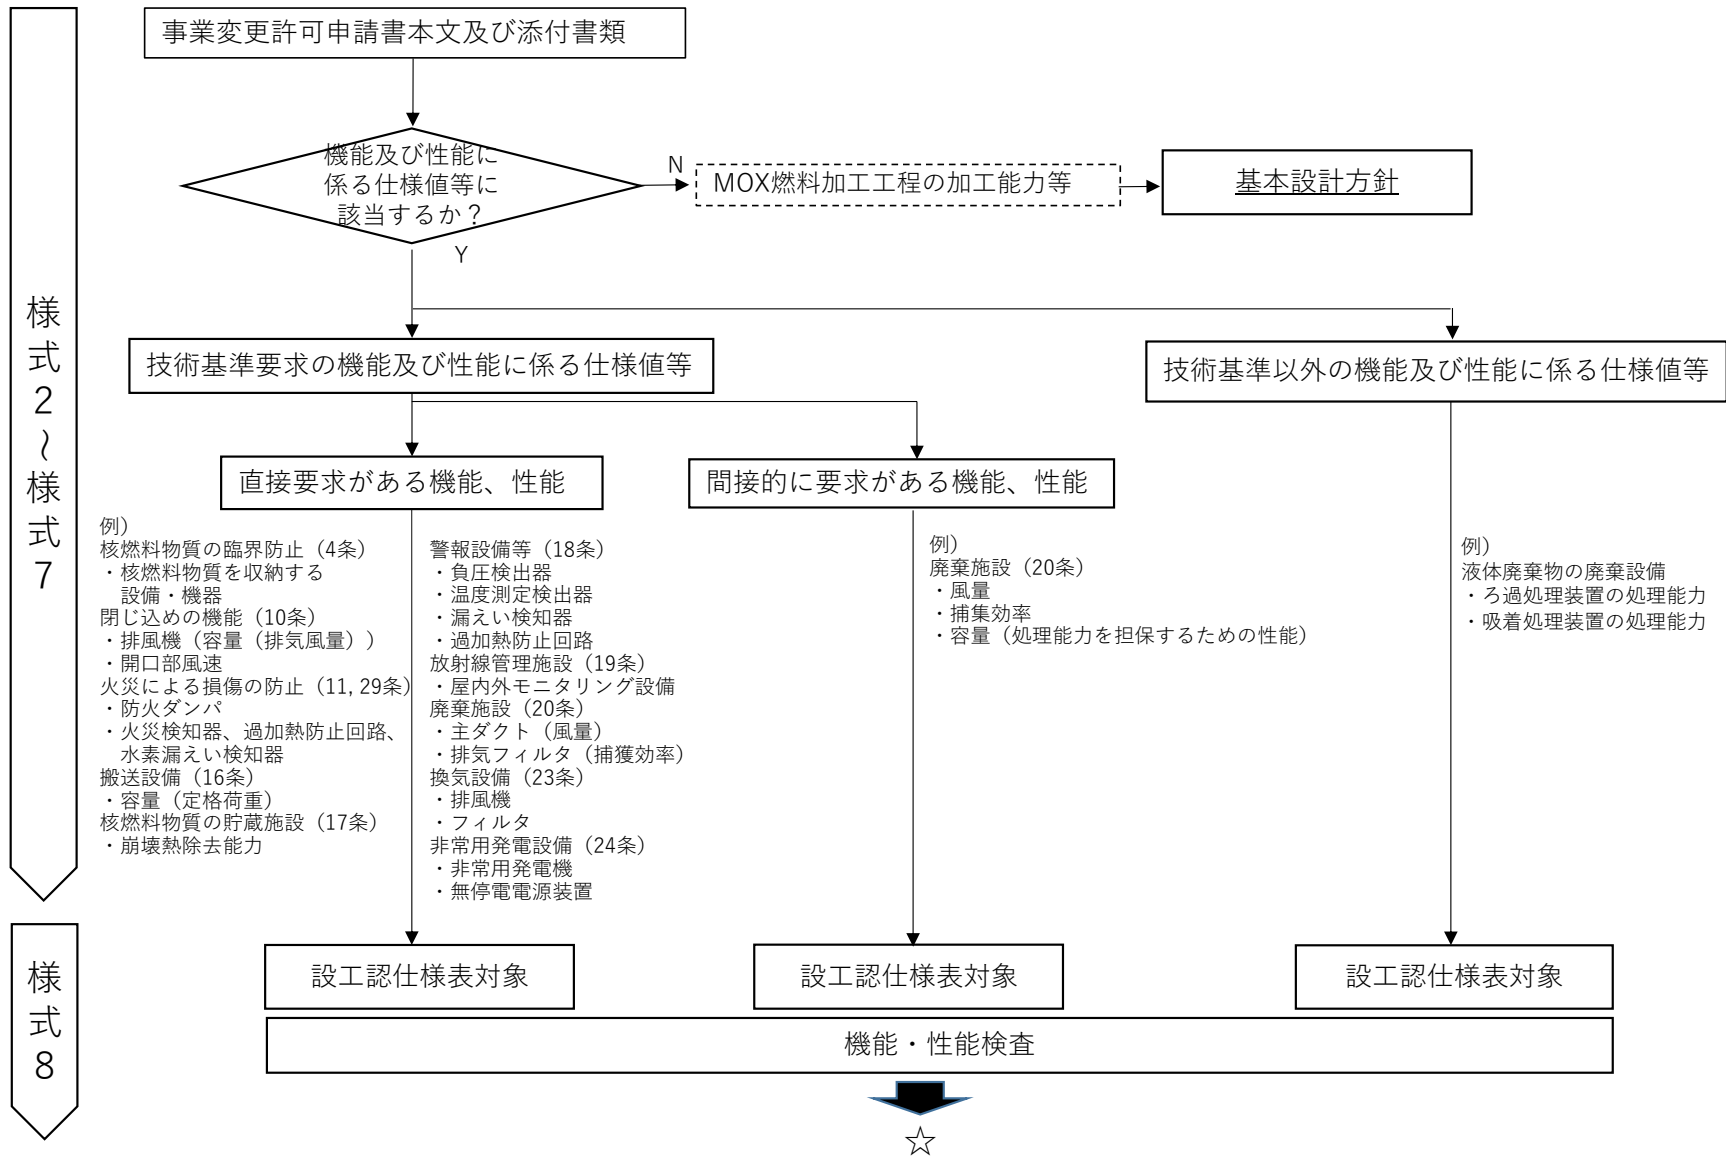 事業変更許可申請書本文及び添付書類
機能及び性能に
係る仕様値等に
該当するか？
N
MOX燃料加工工程の加工能力等
基本設計方針
Y
様式2～様式7
技術基準要求の機能及び性能に係る仕様値等
技術基準以外の機能及び性能に係る仕様値等
直接要求がある機能、性能
間接的に要求がある機能、性能
例）
核燃料物質の臨界防止（4条）
・核燃料物質を収納する
設備・機器
閉じ込めの機能（10条）
・排風機（容量（排気風量））
・開口部風速
火災による損傷の防止（11, 29条）
・防火ダンパ
・火災検知器、過加熱防止回路、
水素漏えい検知器
搬送設備（16条）
・容量（定格荷重）
核燃料物質の貯蔵施設（17条）
・崩壊熱除去能力
警報設備等（18条）
・負圧検出器
・温度測定検出器
・漏えい検知器
・過加熱防止回路
放射線管理施設（19条）
・屋内外モニタリング設備
廃棄施設（20条）
・主ダクト（風量）
・排気フィルタ（捕獲効率）
換気設備（23条）
・排風機
・フィルタ
非常用発電設備（24条）
・非常用発電機
・無停電電源装置
例）
廃棄施設（20条）
・風量
・捕集効率
・容量（処理能力を担保するための性能）
例）
液体廃棄物の廃棄設備
・ろ過処理装置の処理能力
・吸着処理装置の処理能力
様式8
設工認仕様表対象
設工認仕様表対象
設工認仕様表対象
機能・性能検査
☆